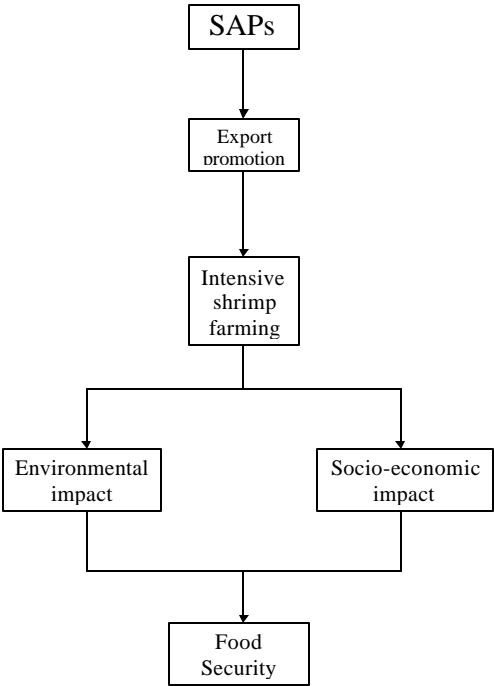 SAPs
Export
promotion
Intensive
shrimp
farming
Environmental
impact
Socio-economic
impact
Food
Security